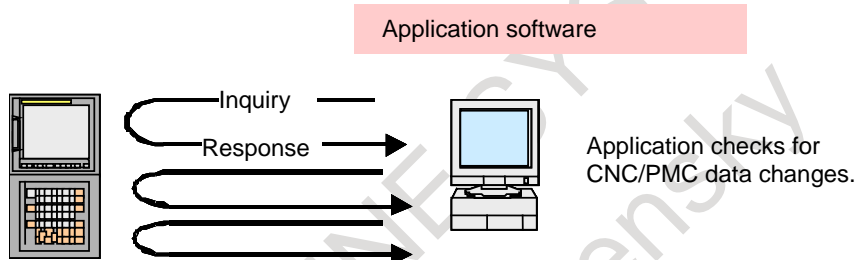 Application software
Inquiry
Response
Application checks for
CNC/PMC data changes.